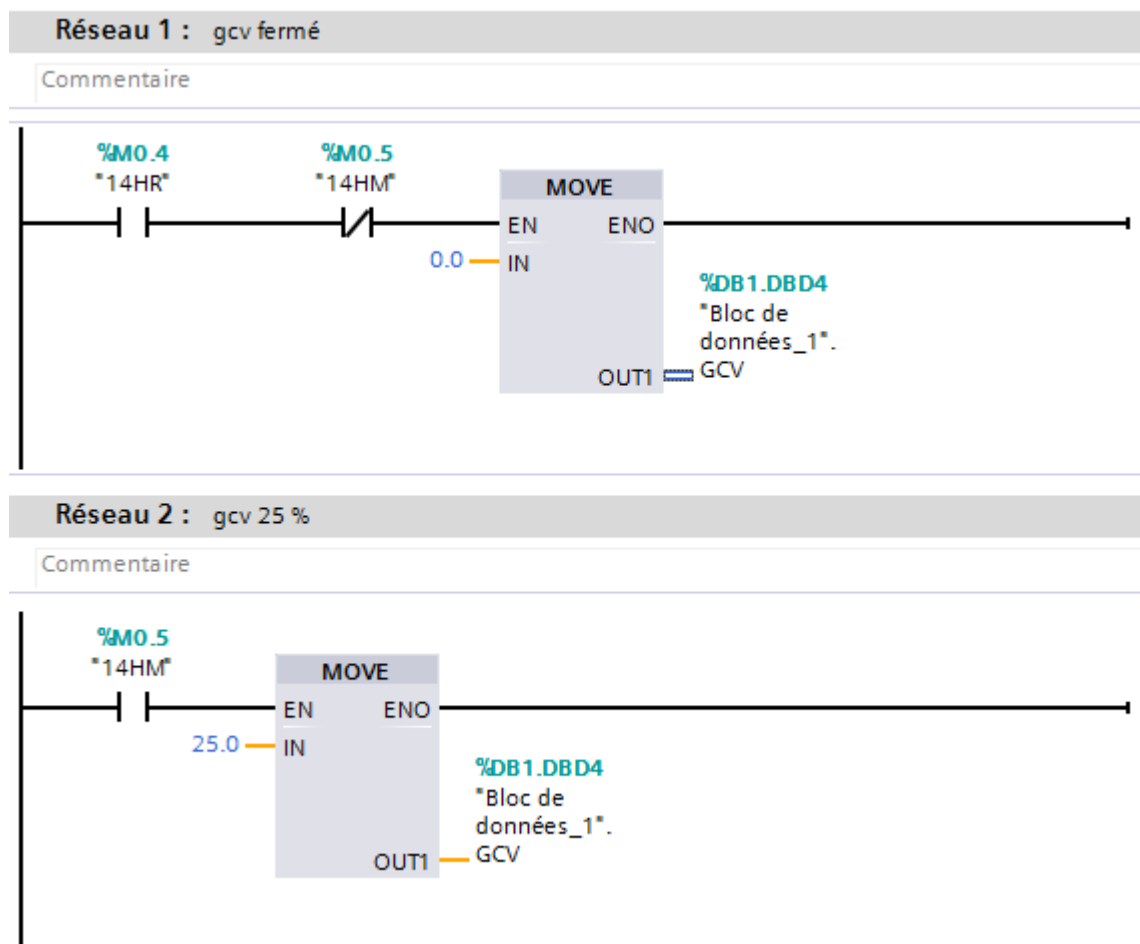 Réseau 1 : gcv fermé
Commentaire
%M0.4 %M0.5
"14HR" "14HM"
MOVE
EN ENO
0.0 IN
%DB1.DBD4
"Bloc de
données_1".
OUT1 GCV
Réseau 2 : gcv 25 %
Commentaire
%M0.5
"14HM"
MOVE
EN ENO
25.0 IN
%DB1.DBD4
"Bloc de
données_1".
OUT1 GCV